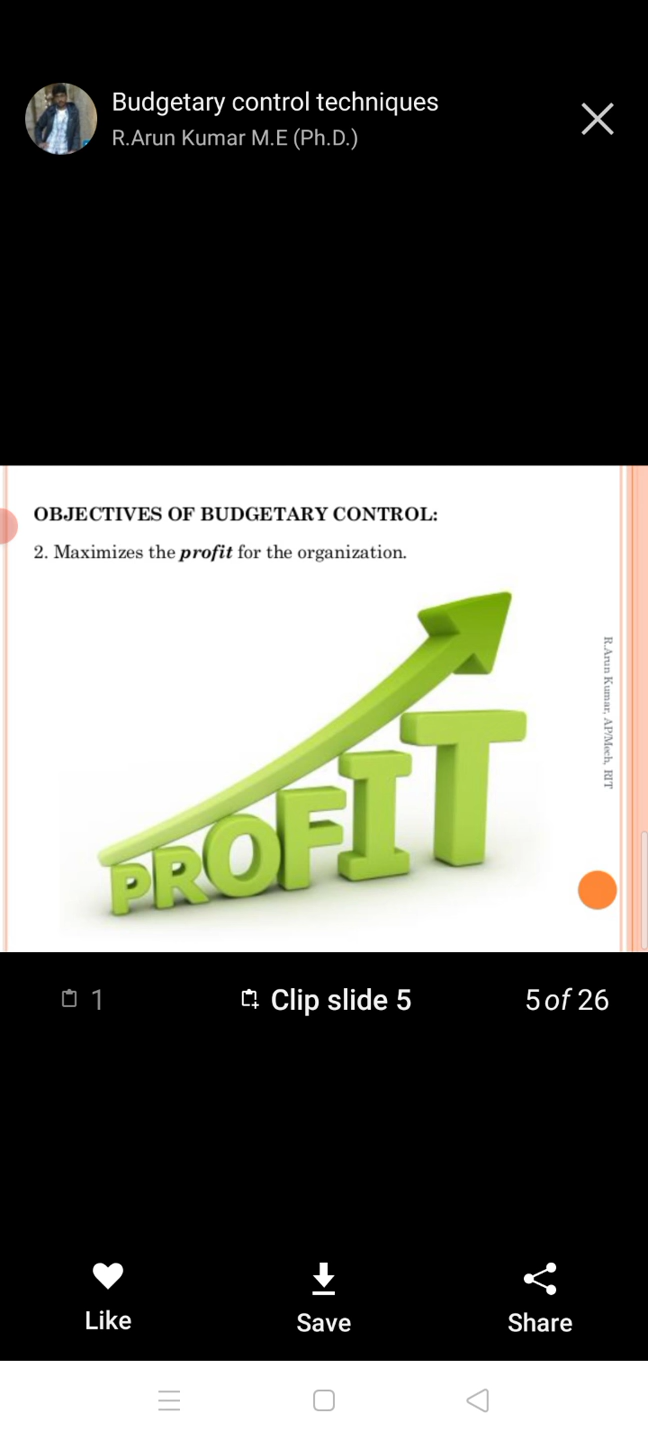 Budgetary control techniques
R.Arun Kumar M.E (Ph.D.)
OBJECTIVES OF BUDGETARY CONTROL:
2. Maximizes the profit for the organization.
PROFIT
R.Arun Kumar, AP/Mech, RIT
1
Clip slide 5
5 of 26
Like
Save
Share